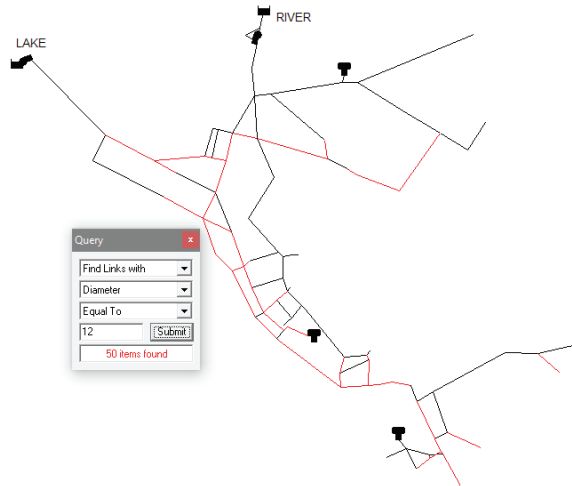 RIVER
LAKE
Query
x
Find Links with
Diameter
Equal To
12 Submit
50 items found